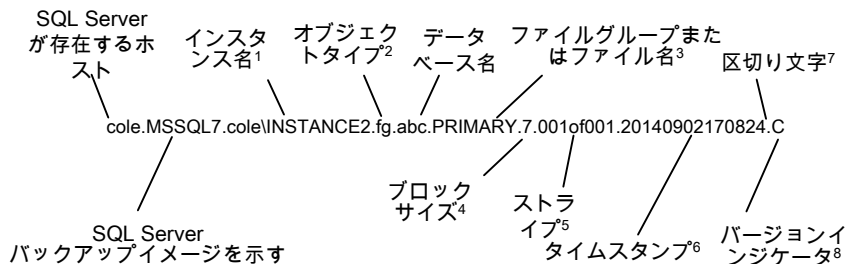 SQL Server
が存在するホ
スト
インスタ
ンス名1
オブジェク
トタイプ2
データ
ベース名
ファイルグループまた
はファイル名3
区切り文字7
cole.MSSQL7.cole\INSTANCE2.fg.abc.PRIMARY.7.001of001.20140902170824.C
SQL Server
バックアップイメージを示す
ブロック
サイズ4
ストラ
イプ5
タイムスタンプ6
バージョンイ
ンジケータ8